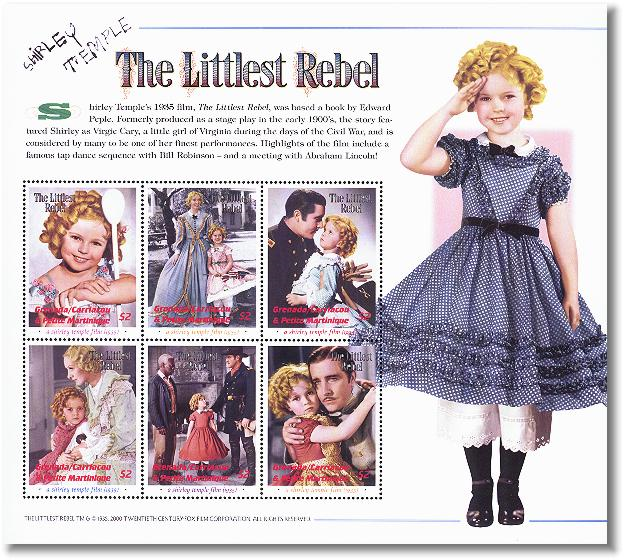 SHIRLEY
TEMPLE
The Littlest Rebel
Shirley Temple's 1935 film, The Littlest Rebel, was based a book by Edward
Peple. Formerly produced as a stage play in the early 1900's, the story fea-
tured Shirley as Virgie Cary, a little girl of Virginia during the days of the Civil War, and is
considered by many to be one of her finest performances. Highlights of the film include a
famous tap dance sequence with Bill Robinson – and a meeting with Abraham Lincoln!
The Littlest
Rebel
Grenada/Carriacou
& Petite Martinique $2
a shirley temple film (1935)
The Littlest
Rebel
Grenada/Carriacou
& Petite Martinique $2
a shirley temple film (1935)
The Littlest
Rebel
Grenada/Carriacou
& Petite Martinique $2
a shirley temple film (1935)
The Littlest
Rebel
Grenada/Carriacou
& Petite Martinique $2
a shirley temple film (1935)
The Littlest
Rebel
Grenada/Carriacou
& Petite Martinique $2
a shirley temple film (1935)
The Littlest
Rebel
Grenada/Carriacou
& Petite Martinique $2
a shirley temple film (1935)
THE LITTLEST REBEL TM & © 1935, 2000 TWENTIETH CENTURY FOX FILM CORPORATION. ALL RIGHTS RESERVED.